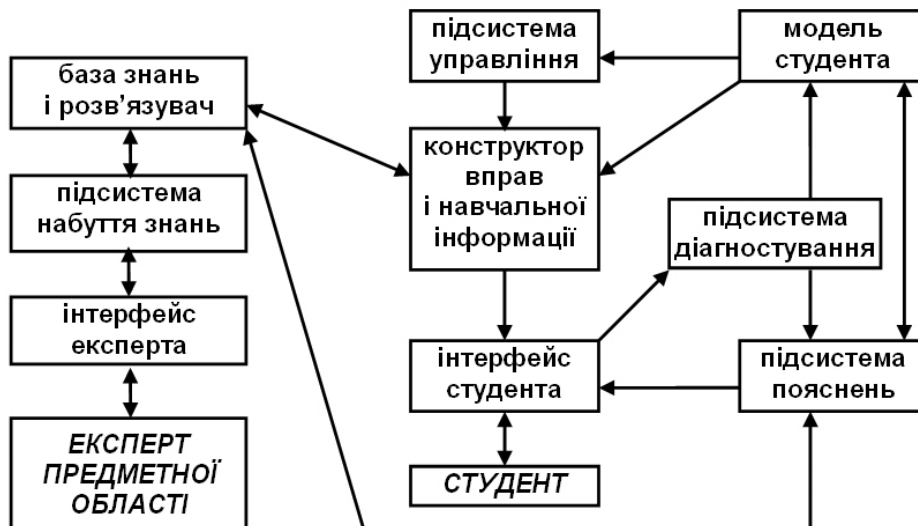 база знань
і розв’язувач
підсистема
набуття знань
інтерфейс
експерта
ЕКСПЕРТ
ПРЕДМЕТНОЇ
ОБЛАСТІ
підсистема
управління
конструктор
вправ
і навчальної
інформації
інтерфейс
студента
СТУДЕНТ
модель
студента
підсистема
діагностування
підсистема
пояснень